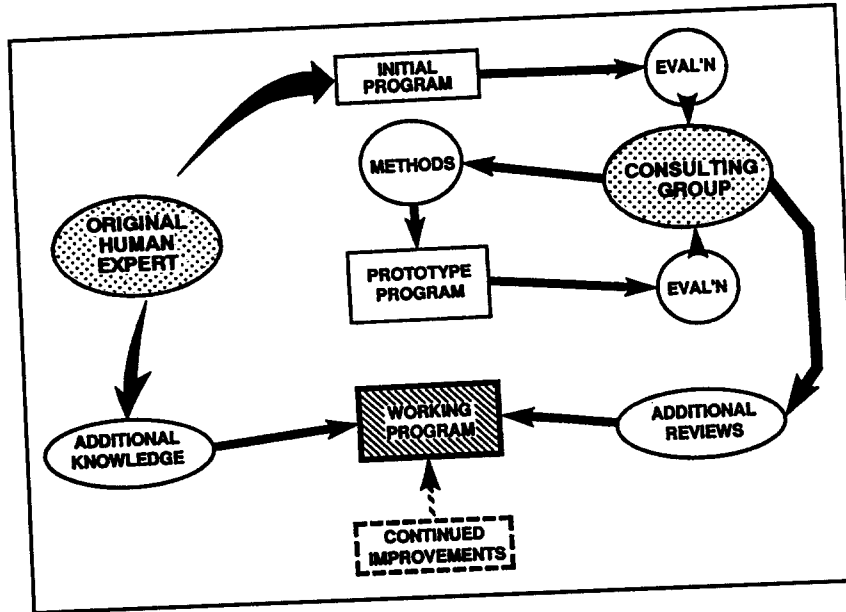 INITIAL
PROGRAM
EVAL'N
METHODS
CONSULTING
GROUP
ORIGINAL
HUMAN
EXPERT
PROTOTYPE
PROGRAM
EVAL'N
ADDITIONAL
KNOWLEDGE
WORKING
PROGRAM
ADDITIONAL
REVIEWS
CONTINUED
IMPROVEMENTS